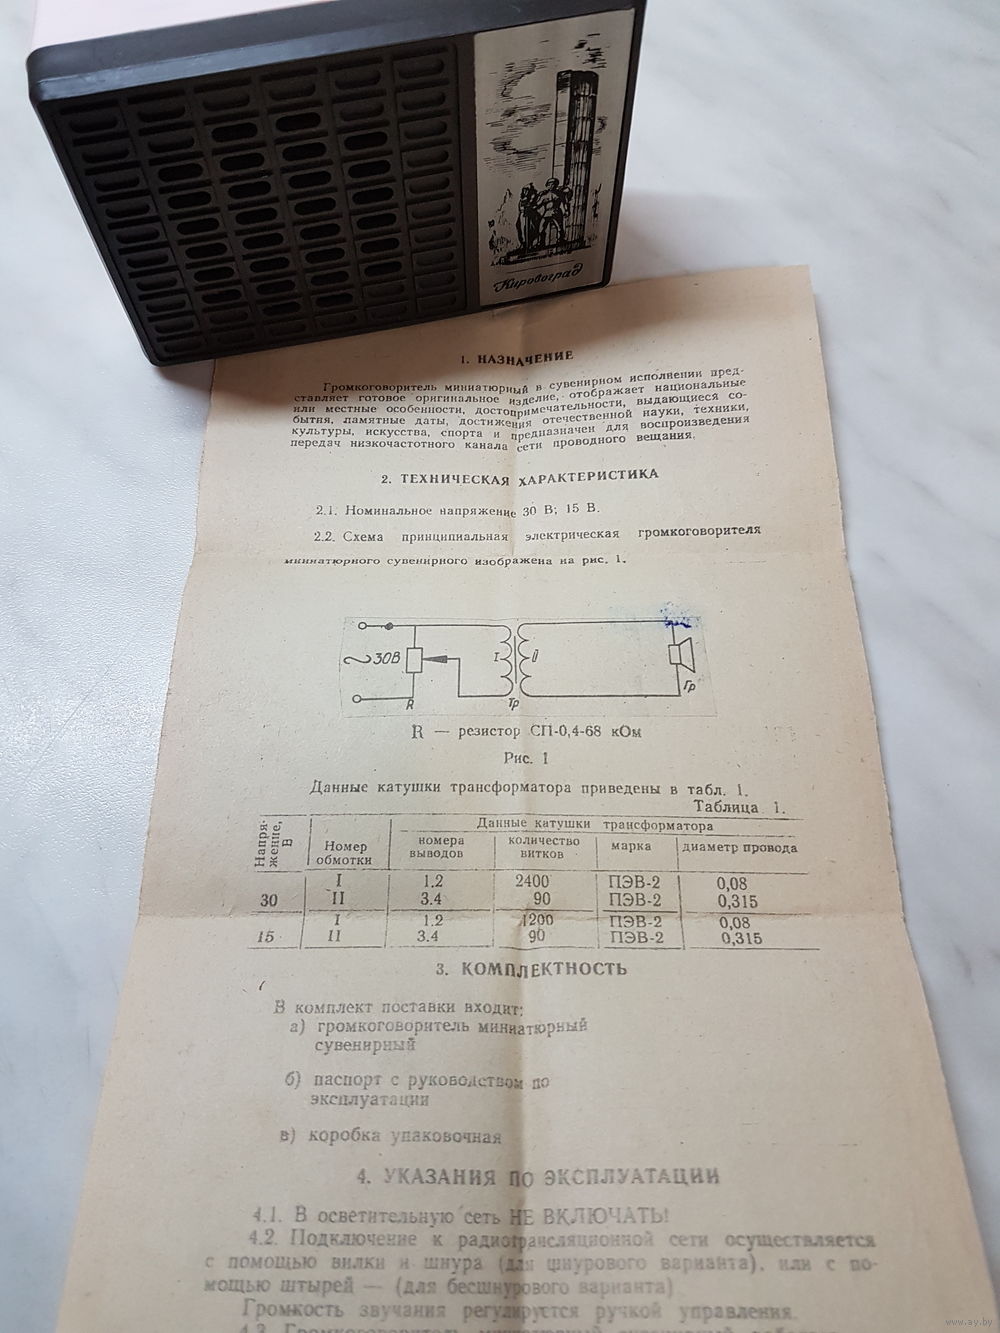 Кировоград
1. НАЗНАЧЕНИЕ
Громкоговоритель миниатюрный в сувенирном исполнении пред-
ставляет готовое оригинальное изделие, отображает национальные
или местные особенности, достопримечательности, выдающиеся со-
бытия, памятные даты, достижения отечественной науки, техники,
культуры, искусства, спорта и предназначен для воспроизведения
передач низкочастотного канала сети проводного вещания.
2. ТЕХНИЧЕСКАЯ ХАРАКТЕРИСТИКА
2.1. Номинальное напряжение 30 В; 15 В.
2.2. Схема принципиальная электрическая громкоговорителя
миниатюрного сувенирного изображена на рис. 1.
~30В
I
II
R
Тр
Гр
R — резистор СП-0,4-68 кОм
Рис. 1
Данные катушки трансформатора приведены в табл. 1.
Таблица 1.
Напря-
жение,
В
Номер
обмотки
Данные катушки трансформатора
номера
выводов
количество
витков
марка
диаметр провода
I 1.2 2400 ПЭВ-2 0,08
30 II 3.4 90 ПЭВ-2 0,315
I 1.2 1200 ПЭВ-2 0,08
15 II 3.4 90 ПЭВ-2 0,315
3. КОМПЛЕКТНОСТЬ
В комплект поставки входит:
а) громкоговоритель миниатюрный
сувенирный
б) паспорт с руководством по
эксплуатации
в) коробка упаковочная
4. УКАЗАНИЯ ПО ЭКСПЛУАТАЦИИ
4.1. В осветительную сеть НЕ ВКЛЮЧАТЬ!
4.2. Подключение к радиотрансляционной сети осуществляется
с помощью вилки и шнура (для шнурового варианта), или с по-
мощью штырей — (для бесшнурового варианта)
Громкость звучания регулируется ручкой управления.
4.3. Громкоговоритель миниатюрный сувенирный
www.ay.by